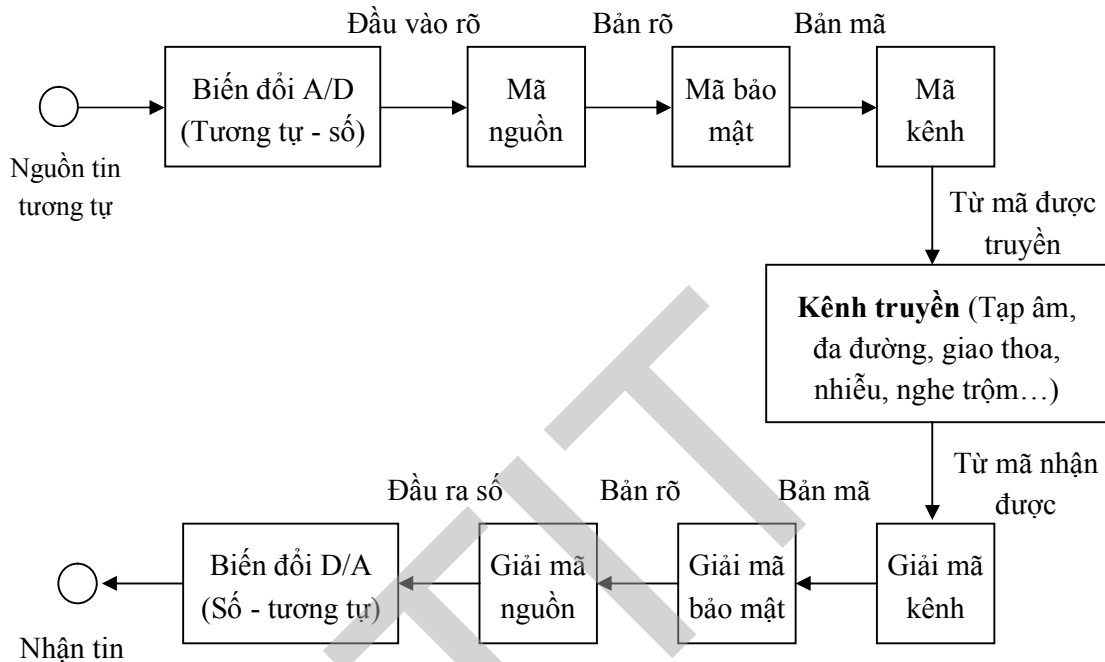 Đầu vào rõ
Bản rõ
Bản mã
Nguồn tin
tương tự
Biến đổi A/D
(Tương tự - số)
Mã
nguồn
Mã bảo
mật
Mã
kênh
Từ mã được
truyền
Kênh truyền (Tạp âm,
đa đường, giao thoa,
nhiễu, nghe trộm…)
Từ mã nhận
được
Đầu ra số
Bản rõ
Bản mã
Biến đổi D/A
(Số - tương tự)
Giải mã
nguồn
Giải mã
bảo mật
Giải mã
kênh
Nhận tin